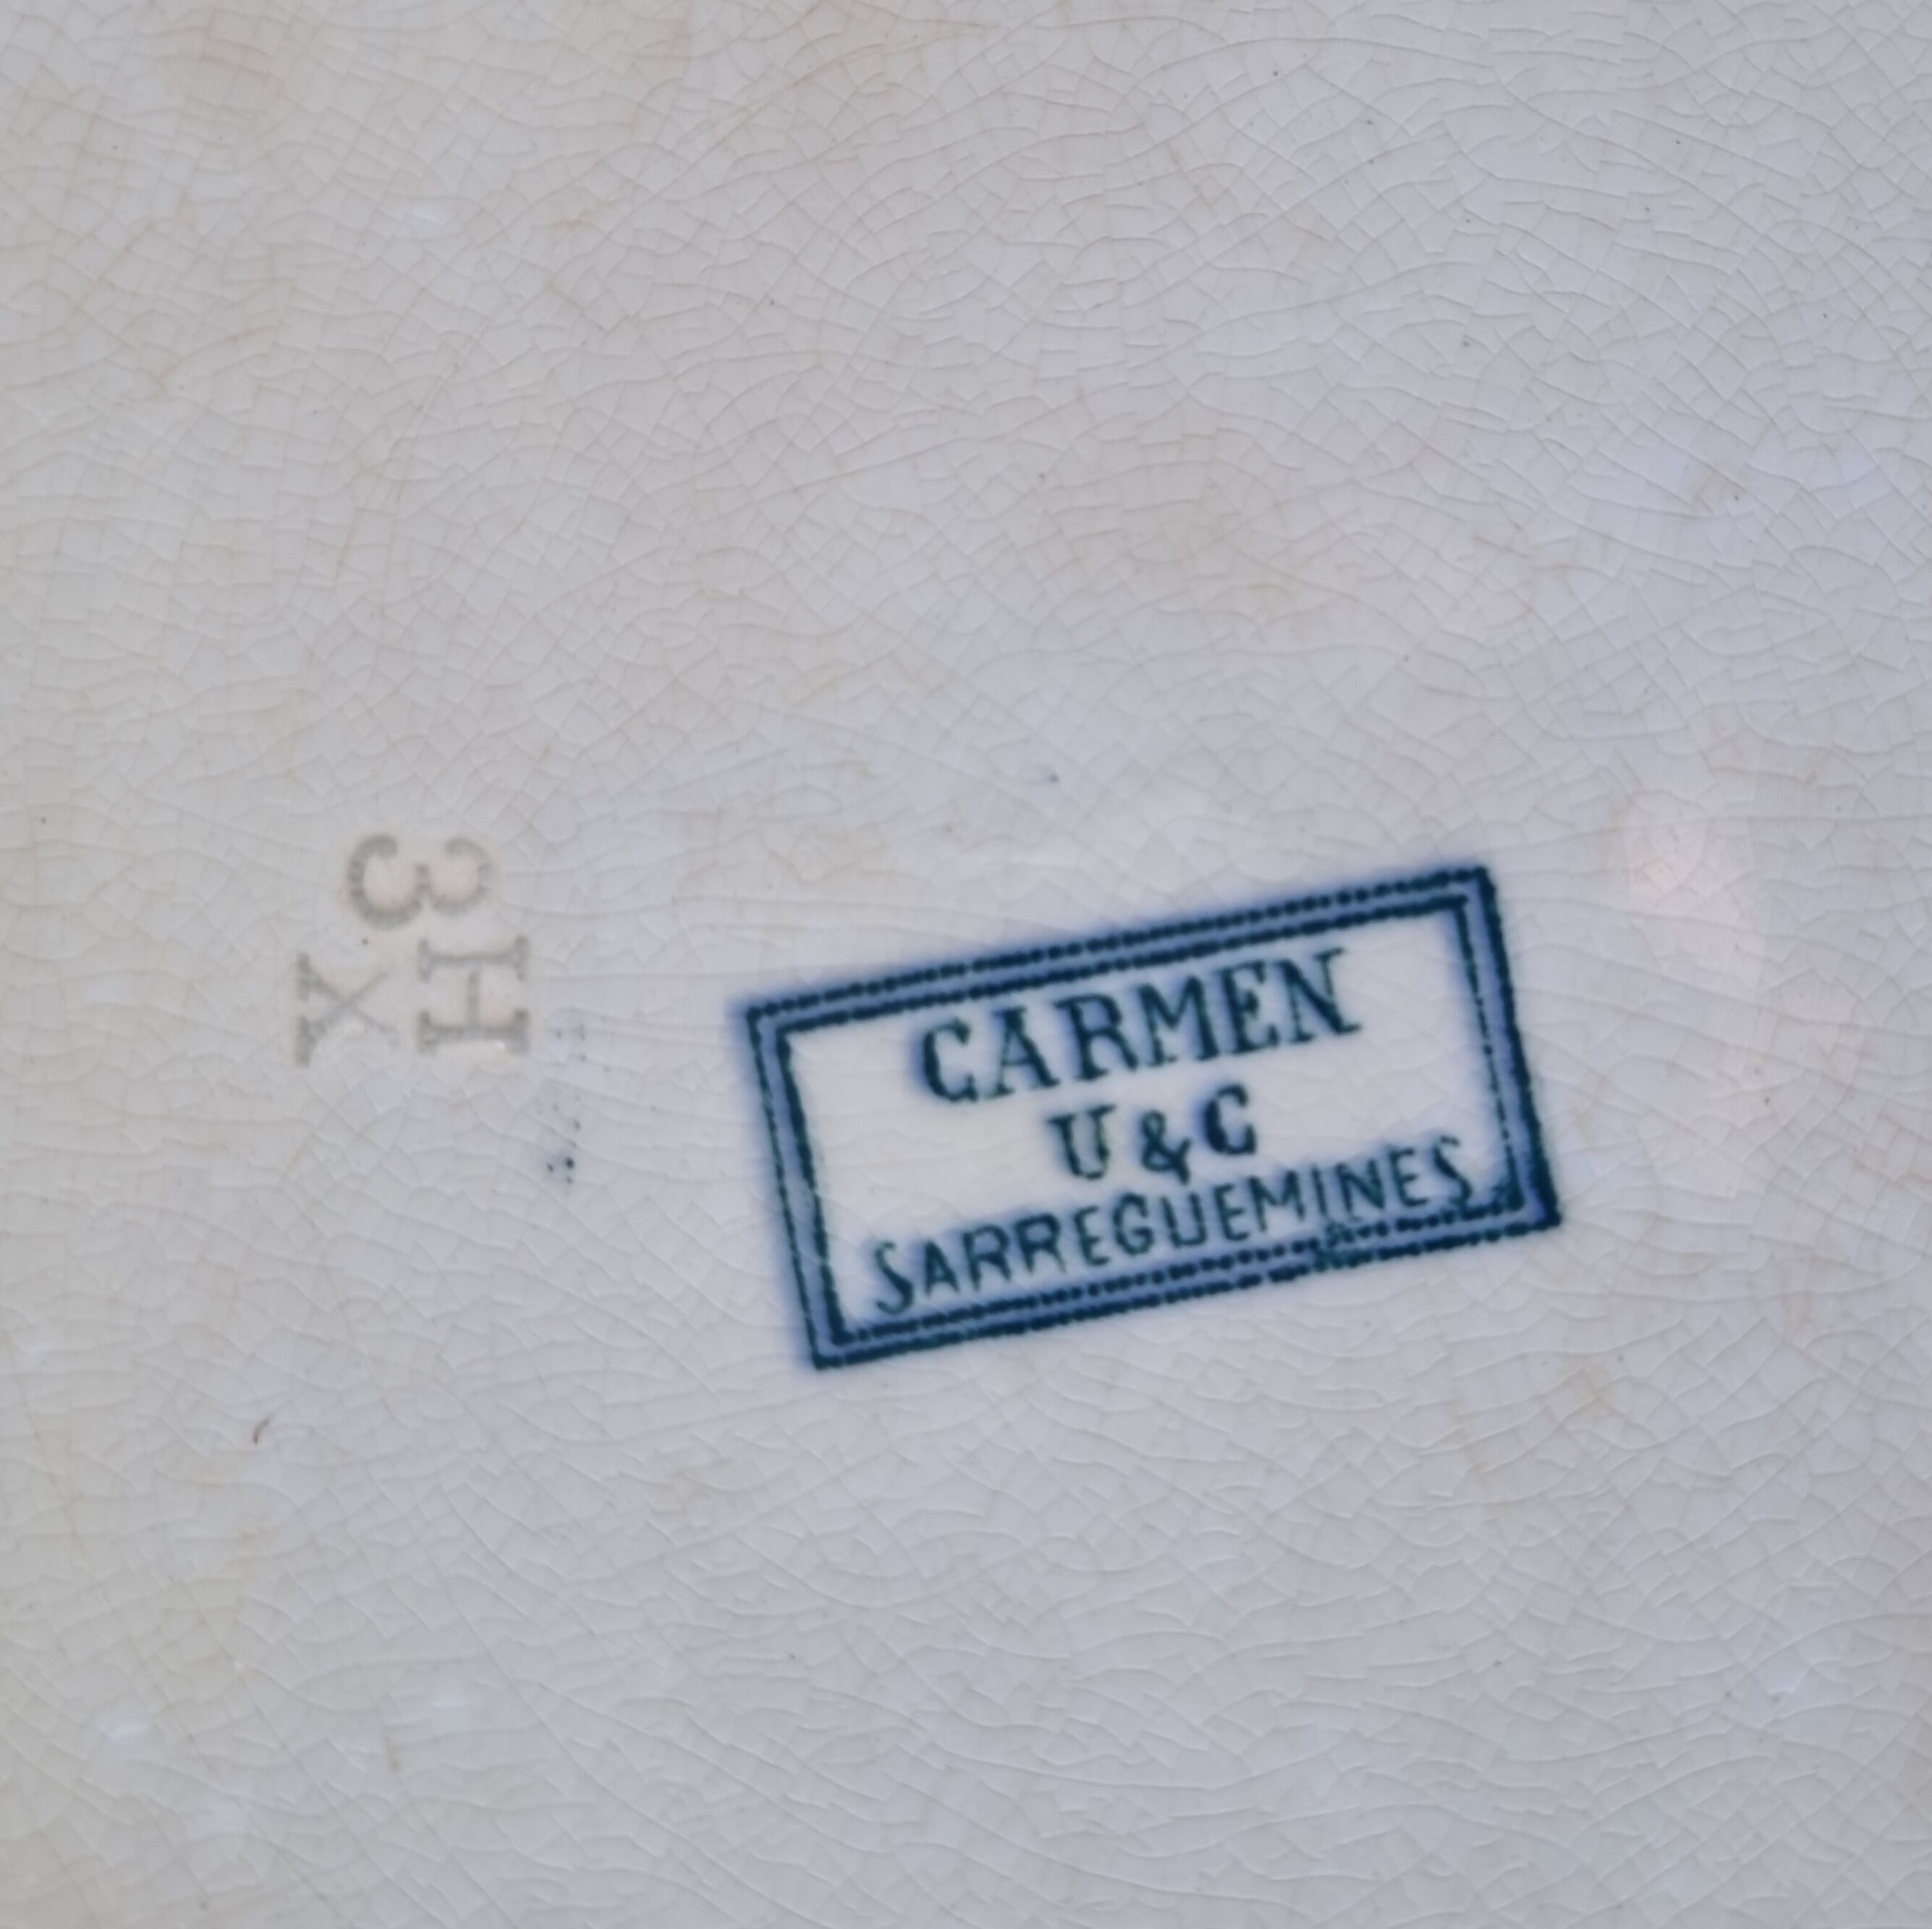 3H
X
CARMEN
U & C
SARREGUEMINES